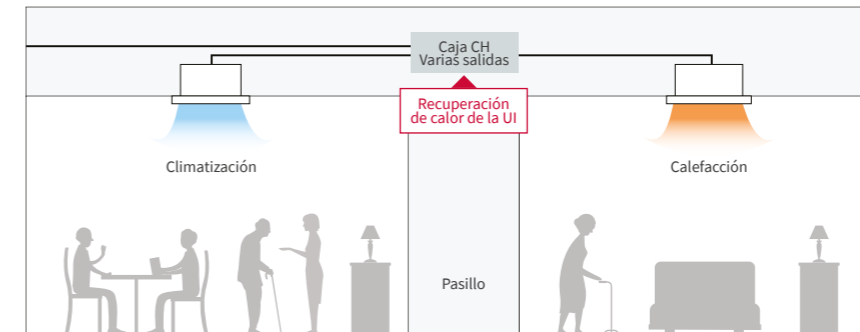 Caja CH
Varias salidas
Recuperación
de calor de la UI
Climatización
Calefacción
Pasillo